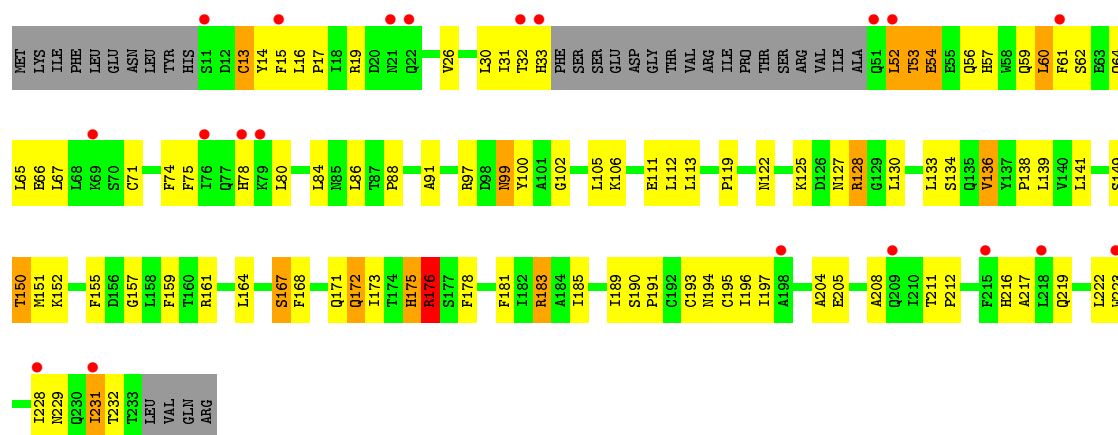 MET LYS ILE PHE LEU GLU ASN LEU TYR HIS S11 D12 C13 Y14 F15 L16 P17 I18 R19 D20 N21 Q22 V26 L30 I31 T32 H33 PHE SER SER GLU ASP GLY THR VAL ARG ILE PRO THR SER ARG VAL ILE ALA Q51 L52 T53 E54 E55 Q56 H57 W58 Q59 L60 F61 S62 E63 Q64
L65 E66 L67 L68 K69 S70 C71 F74 F75 I76 Q77 H78 K79 L80 L84 N85 L86 T87 P88 A91 R97 D98 N99 Y100 A101 G102 L105 K106 E111 L112 L113 P119 N122 K125 D126 N127 R128 G129 L130 L133 S134 Q135 V136 Y137 P138 L139 V140 L141 S149
T150 M151 K152 F155 D156 G157 L158 F159 T160 R161 L164 S167 F168 Q171 Q172 I173 T174 H175 R176 S177 F178 F181 I182 R183 A184 I185 I189 S190 P191 C192 C193 N194 C195 I196 I197 A198 A204 E205 A208 Q209 I210 T211 P212 F215 H216 A217 L218 Q219 L222 W223
I228 N229 Q230 I231 T232 T233 LEU VAL GLN ARG